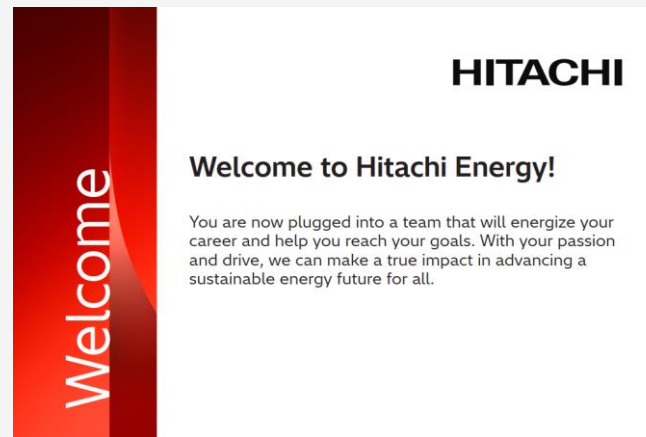 HITACHI
Welcome
Welcome to Hitachi Energy!
You are now plugged into a team that will energize your
career and help you reach your goals. With your passion
and drive, we can make a true impact in advancing a
sustainable energy future for all.